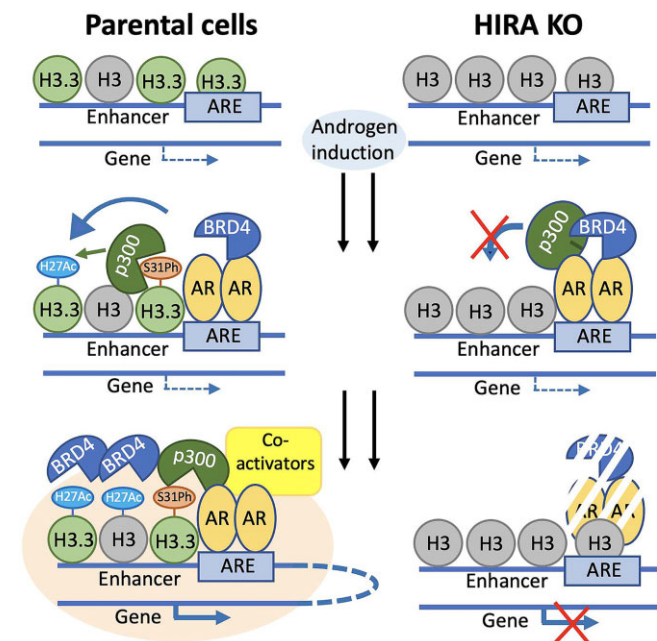 Parental cells
HIRA KO
H3.3 H3 H3.3 H3.3
Enhancer ARE
Gene
H3 H3 H3 H3
Enhancer ARE
Gene
Androgen
induction
H27Ac p300 S31Ph BRD4
H3.3 H3 H3.3 AR AR
Enhancer ARE
Gene
p300 BRD4
H3 H3 H3 AR AR
Enhancer ARE
Gene
BRD4 BRD4 p300 Co-
activators
H27Ac H27Ac S31Ph
H3.3 H3 H3.3 AR AR
Enhancer ARE
Gene
BRD4
AR AR
H3 H3 H3 H3
Enhancer ARE
Gene